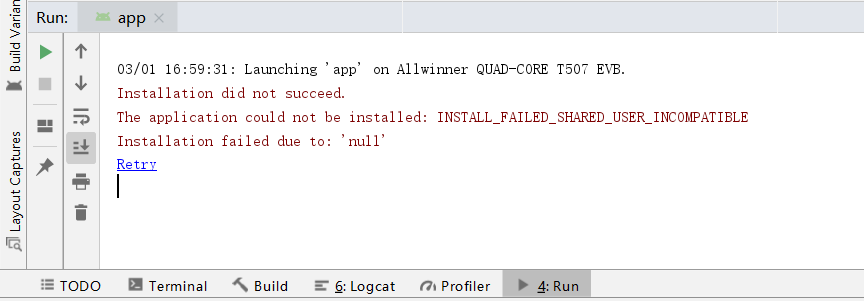 Run: app
Build Varian
03/01 16:59:31: Launching 'app' on Allwinner QUAD-CORE T507 EVB.
Installation did not succeed.
The application could not be installed: INSTALL_FAILED_SHARED_USER_INCOMPATIBLE
Installation failed due to: 'null'
Retry
Layout Captures
TODO Terminal Build 6: Logcat Profiler 4: Run